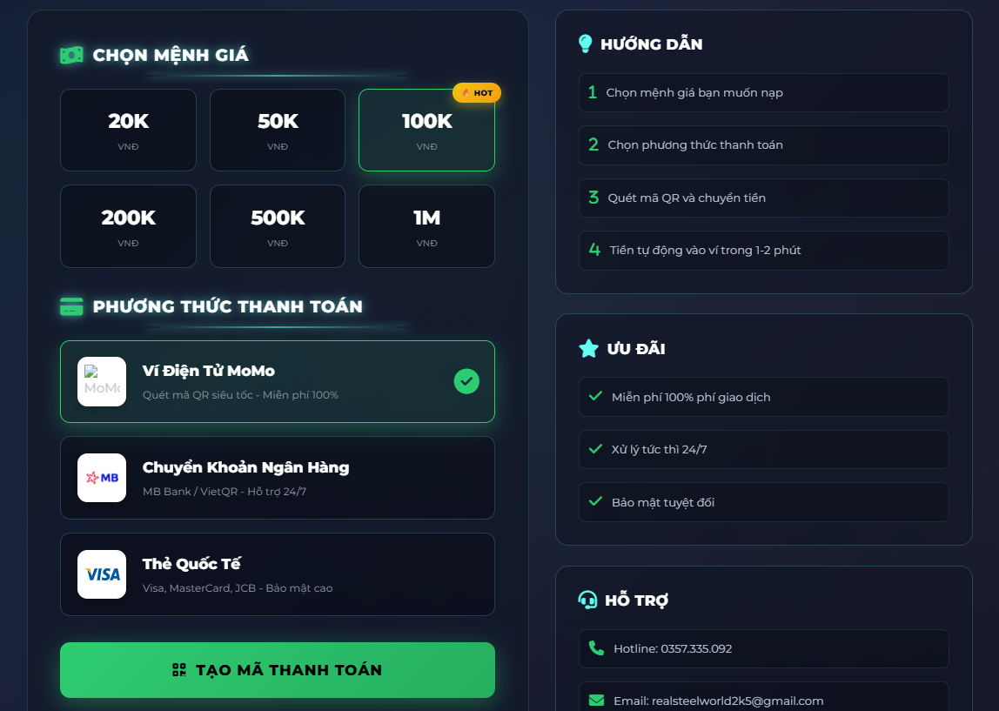 CHỌN MỆNH GIÁ
HOT
20K
VNĐ
50K
VNĐ
100K
VNĐ
200K
VNĐ
500K
VNĐ
1M
VNĐ
PHƯƠNG THỨC THANH TOÁN
MoMo
Ví Điện Tử MoMo
Quét mã QR siêu tốc - Miễn phí 100%
MB
Chuyển Khoản Ngân Hàng
MB Bank / VietQR - Hỗ trợ 24/7
VISA
Thẻ Quốc Tế
Visa, MasterCard, JCB - Bảo mật cao
TẠO MÃ THANH TOÁN
HƯỚNG DẪN
1 Chọn mệnh giá bạn muốn nạp
2 Chọn phương thức thanh toán
3 Quét mã QR và chuyển tiền
4 Tiền tự động vào ví trong 1-2 phút
ƯU ĐÃI
Miễn phí 100% phí giao dịch
Xử lý tức thì 24/7
Bảo mật tuyệt đối
HỖ TRỢ
Hotline: 0357.335.092
Email: realsteelworld2k5@gmail.com